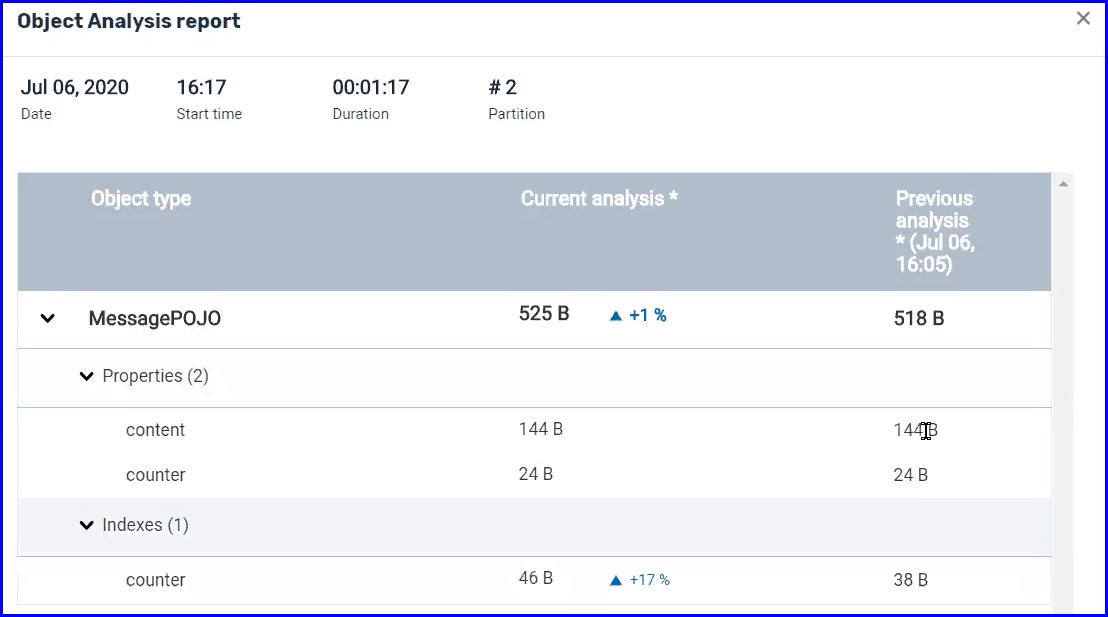 Object Analysis report
Jul 06, 2020 16:17 00:01:17 # 2
Date Start time Duration Partition
Object type Current analysis * Previous
analysis
* (Jul 06,
16:05)
MessagePOJO 525 B ▲ +1 % 518 B
Properties (2)
content 144 B 144 B
counter 24 B 24 B
Indexes (1)
counter 46 B ▲ +17 % 38 B